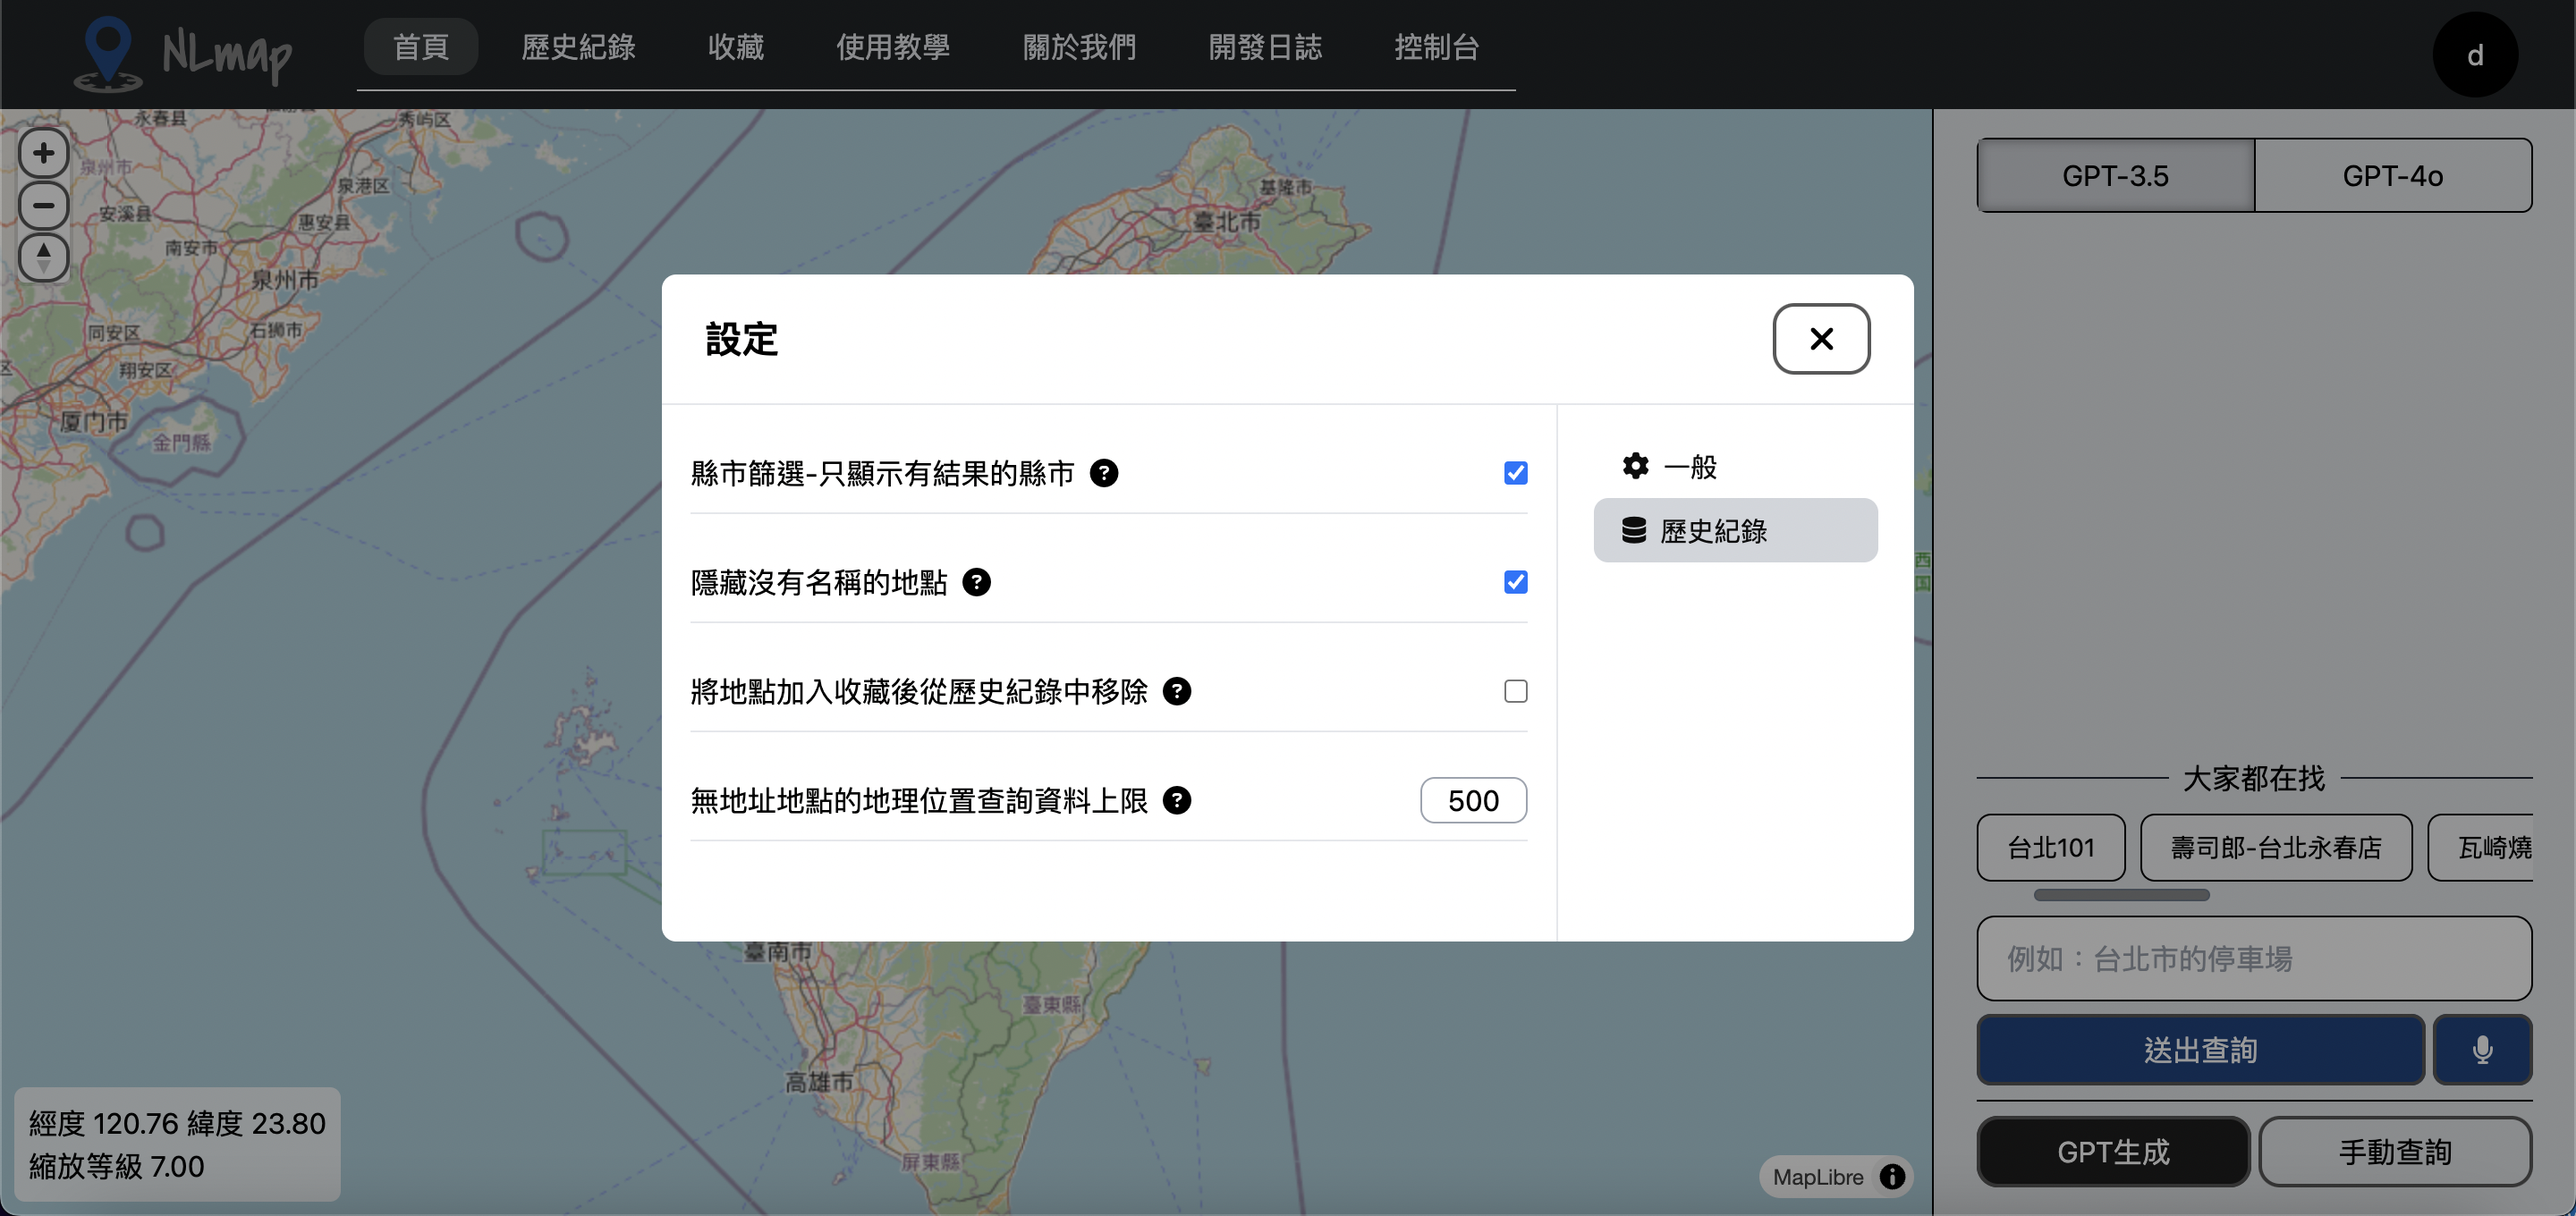 NLmap
首頁
歷史紀錄
收藏
使用教學
關於我們
開發日誌
控制台
d
永春县
秀屿区
泉州市
泉港区
安溪县
惠安县
南安市
泉州市
石狮市
同安区
区
翔安区
厦门市
金門縣
基隆市
臺北市
臺南市
臺東縣
高雄市
屏東縣
西
国
設定
縣市篩選-只顯示有結果的縣市
隱藏沒有名稱的地點
將地點加入收藏後從歷史紀錄中移除
無地址地點的地理位置查詢資料上限
500
一般
歷史紀錄
GPT-3.5
GPT-4o
大家都在找
台北101
壽司郎-台北永春店
瓦崎燒
例如：台北市的停車場
送出查詢
GPT生成
手動查詢
經度 120.76 緯度 23.80
縮放等級 7.00
MapLibre